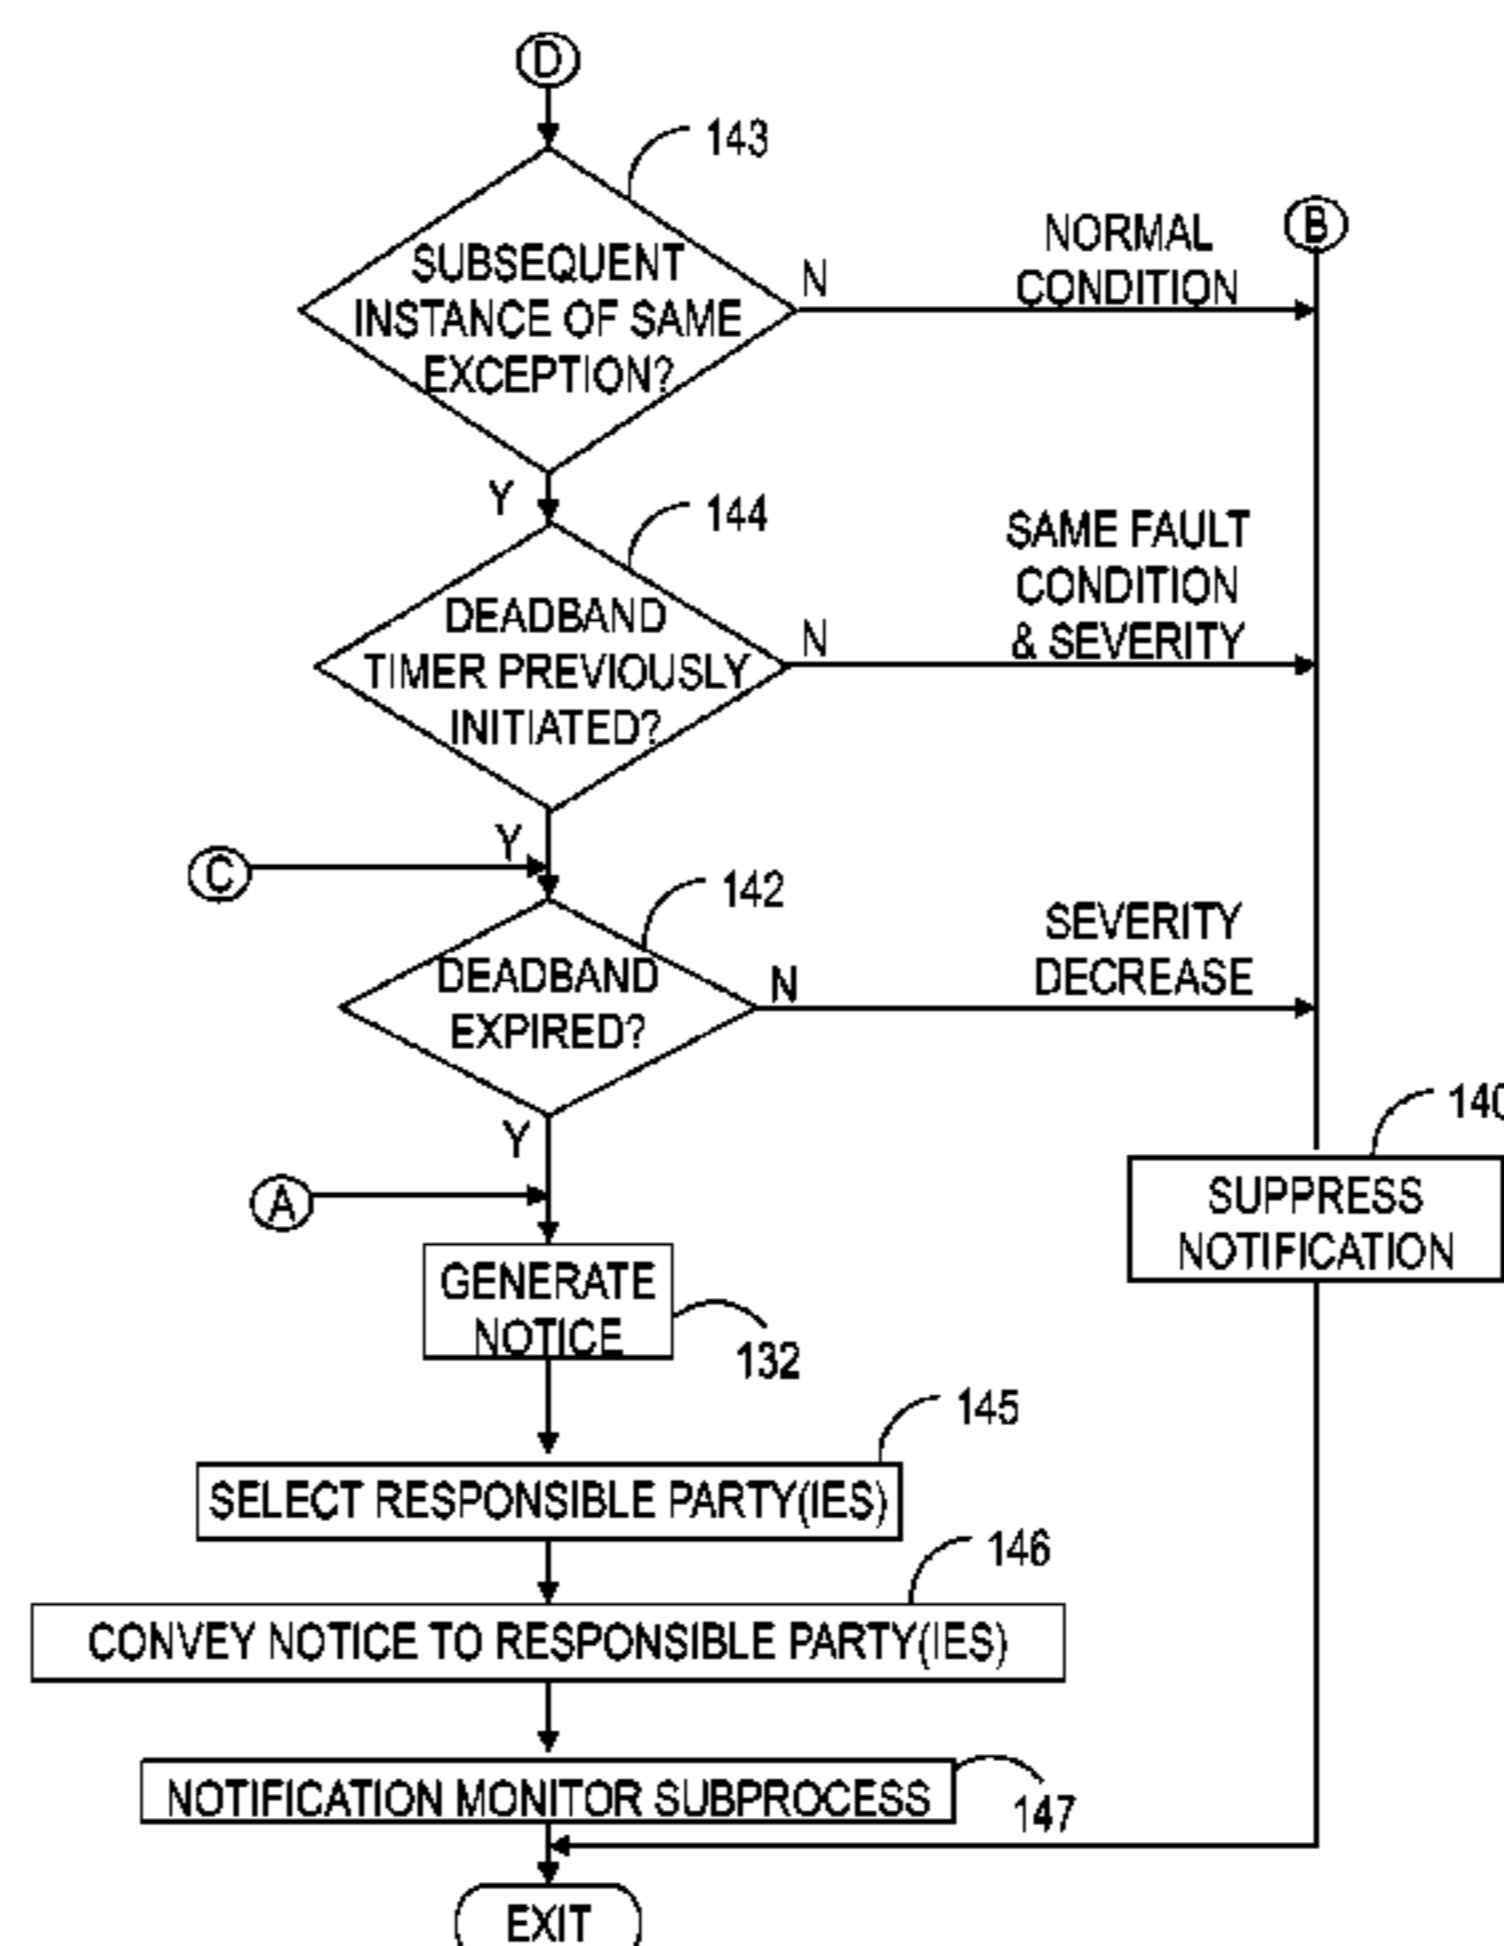 D
143
SUBSEQUENT
INSTANCE OF SAME
EXCEPTION?
N
NORMAL
CONDITION
B
Y
144
DEADBAND
TIMER PREVIOUSLY
INITIATED?
N
SAME FAULT
CONDITION
& SEVERITY
Y
C
142
DEADBAND
EXPIRED?
N
SEVERITY
DECREASE
Y
140
SUPPRESS
NOTIFICATION
A
GENERATE
NOTICE
132
145
SELECT RESPONSIBLE PARTY(IES)
146
CONVEY NOTICE TO RESPONSIBLE PARTY(IES)
NOTIFICATION MONITOR SUBPROCESS
147
EXIT